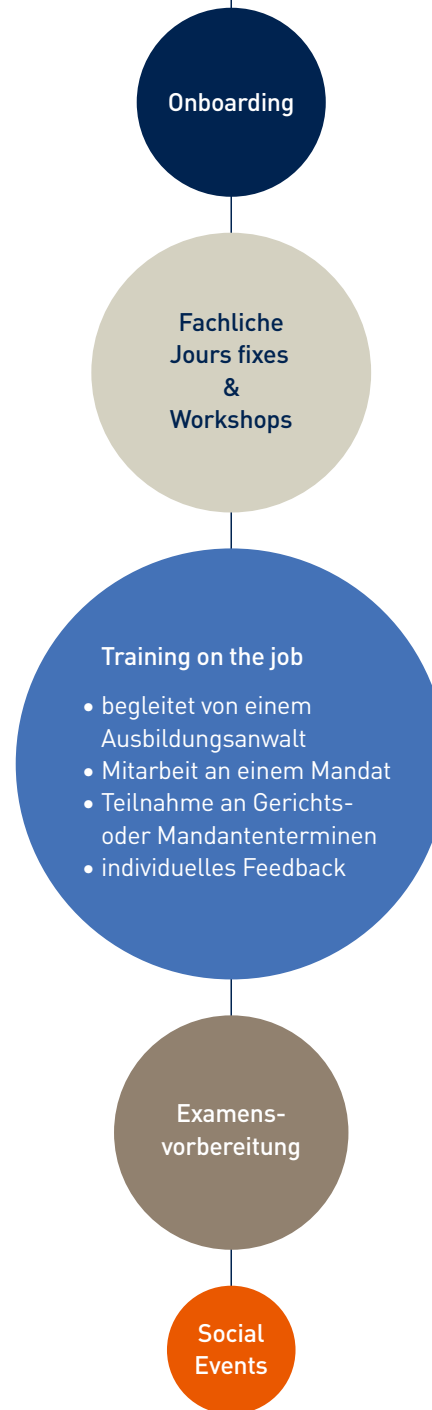 Onboarding
Fachliche
Jours fixes
&
Workshops
Training on the job
• begleitet von einem
Ausbildungsanwalt
• Mitarbeit an einem Mandat
• Teilnahme an Gerichts-
oder Mandantenterminen
• individuelles Feedback
Examens-
vorbereitung
Social
Events